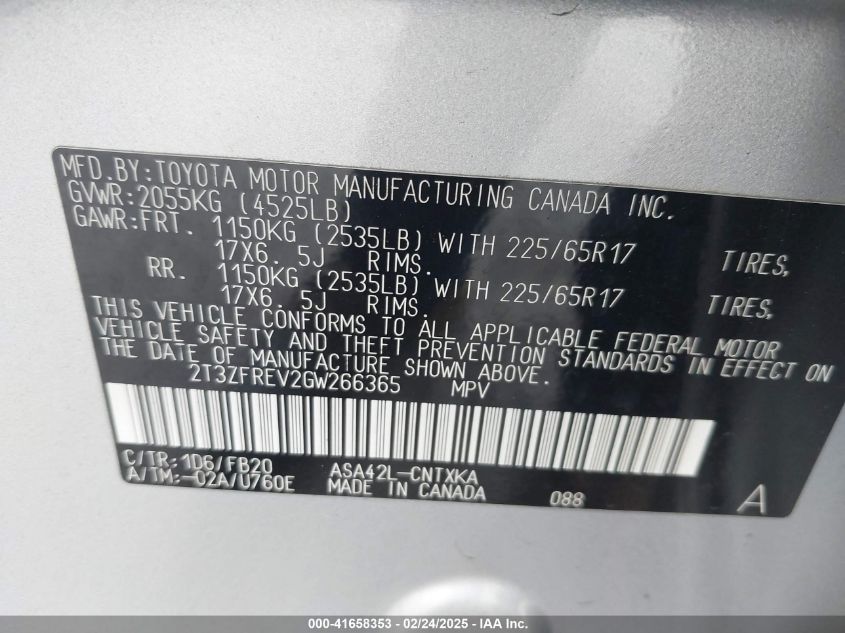 MFD.BY:TOYOTA MOTOR MANUFACTURING CANADA INC.
GVWR:2055KG (4525LB)
GAWR:FRT. 1150KG (2535LB) WITH 225/65R17 TIRES,
17X6. 5J RIMS.
RR. 1150KG (2535LB) WITH 225/65R17 TIRES,
17X6. 5J RIMS.
THIS VEHICLE CONFORMS TO ALL APPLICABLE FEDERAL MOTOR
VEHICLE SAFETY AND THEFT PREVENTION STANDARDS IN EFFECT ON
THE DATE OF MANUFACTURE SHOWN ABOVE.
2T3ZFREV2GW266365 MPV
C/TR:1D6/FB20 ASA42L-CNTXKA
A/TM:-02A/U760E MADE IN CANADA 088 A
000-41658353 - 02/24/2025 - IAA Inc.